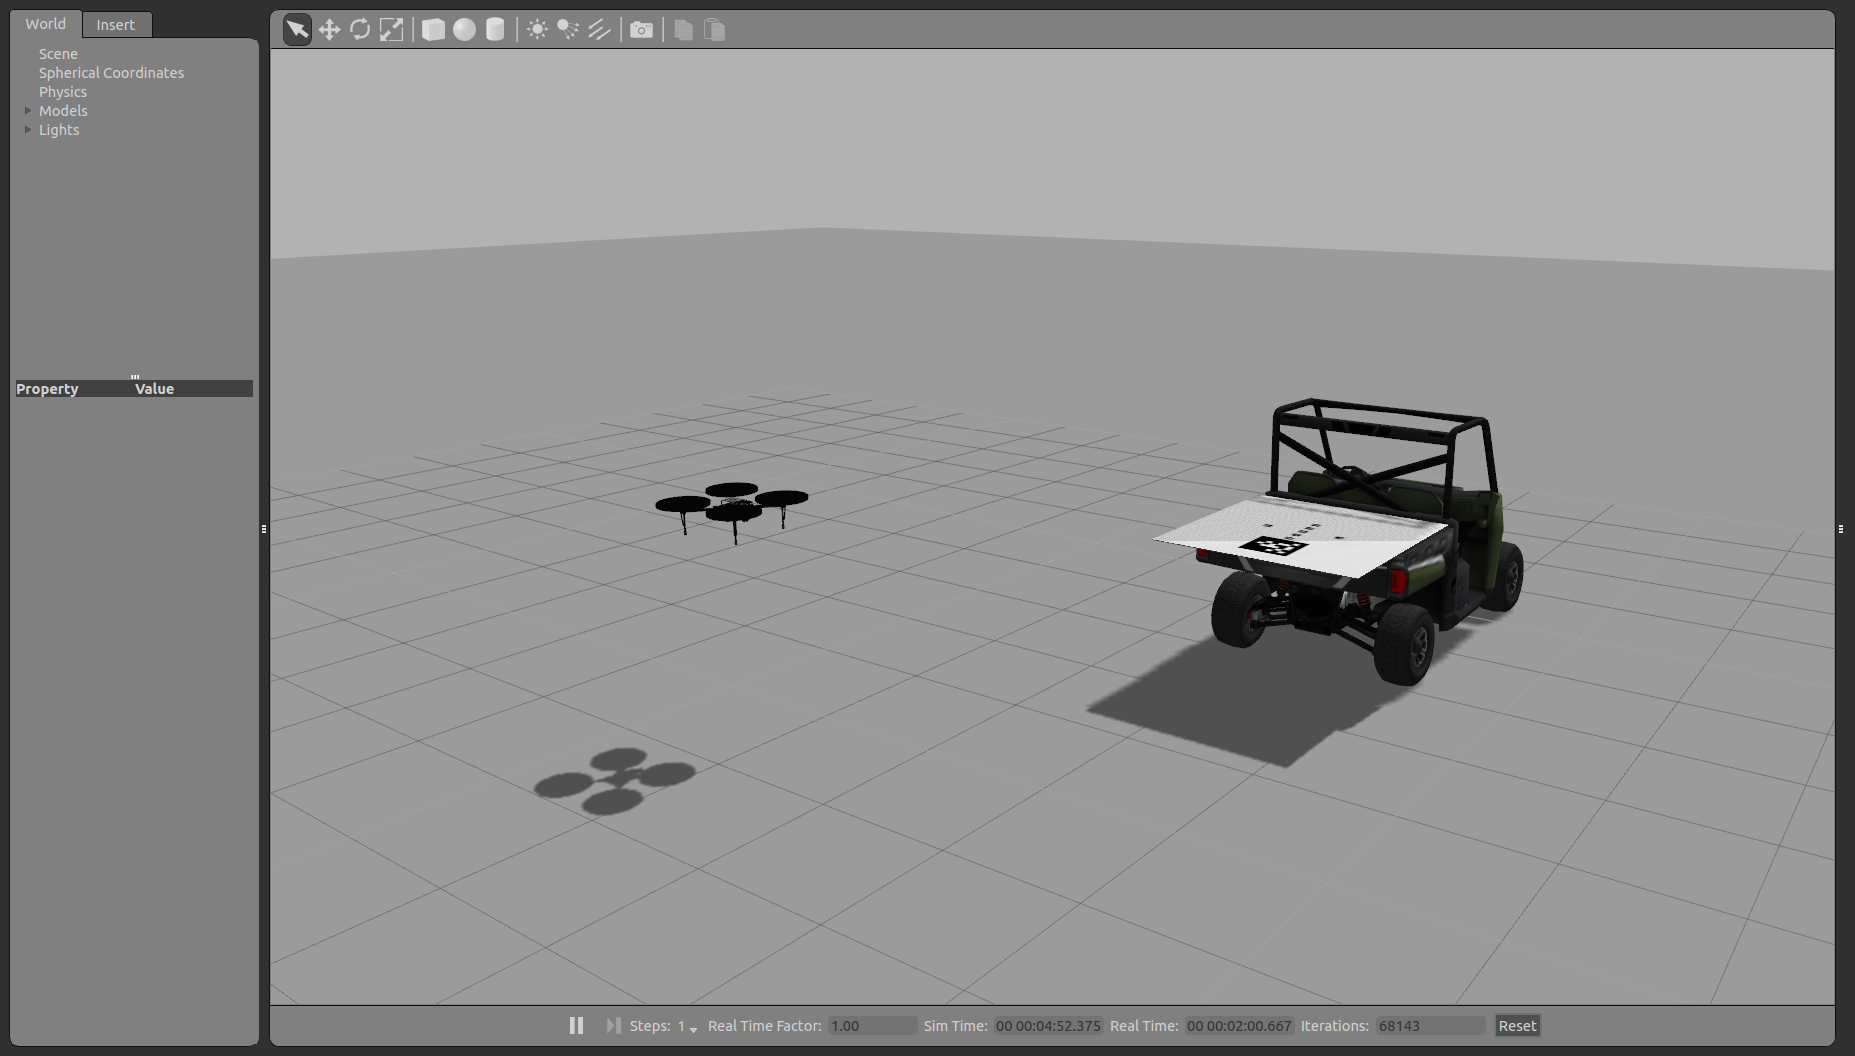 World Insert
Scene
Spherical Coordinates
Physics
Models
Lights
Property Value
Steps: 1 Real Time Factor: 1.00 Sim Time: 00 00:04:52.375 Real Time: 00 00:02:00.667 Iterations: 68143 Reset